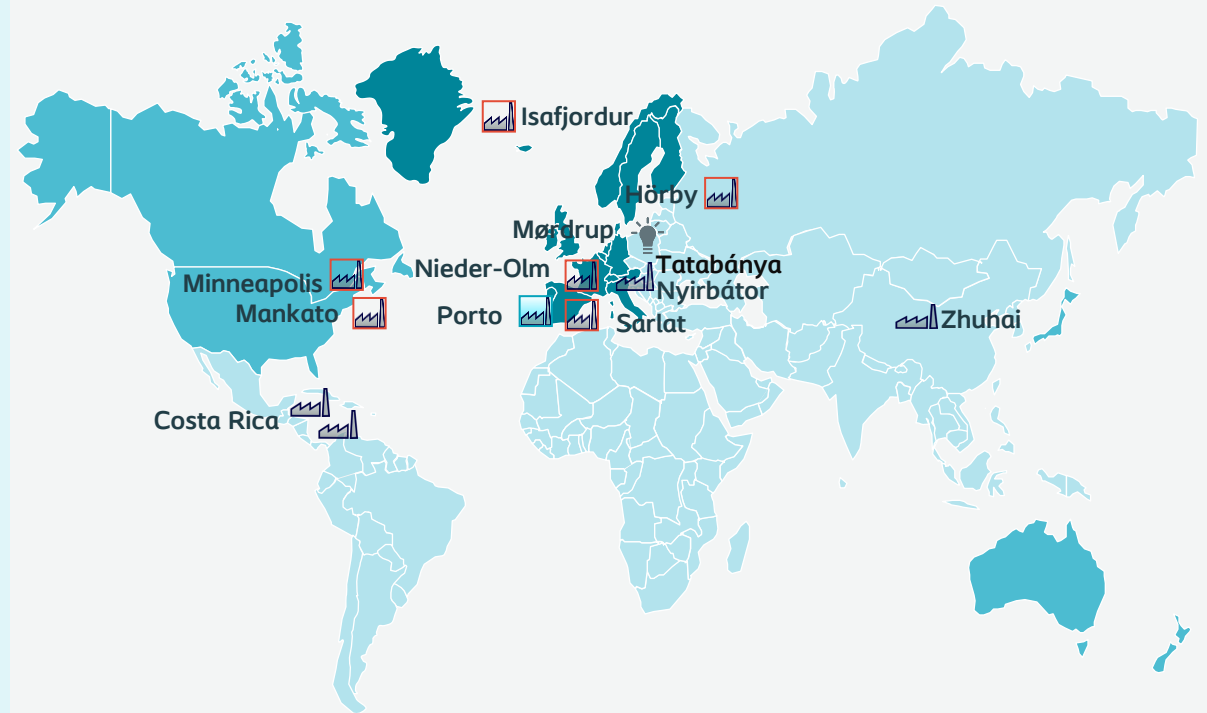 Isafjordur
Hörby
Mørdrup
Tatabánya
Nieder-Olm
Minneapolis
Nyirbátor
Mankato
Porto
Sarlat
Zhuhai
Costa Rica